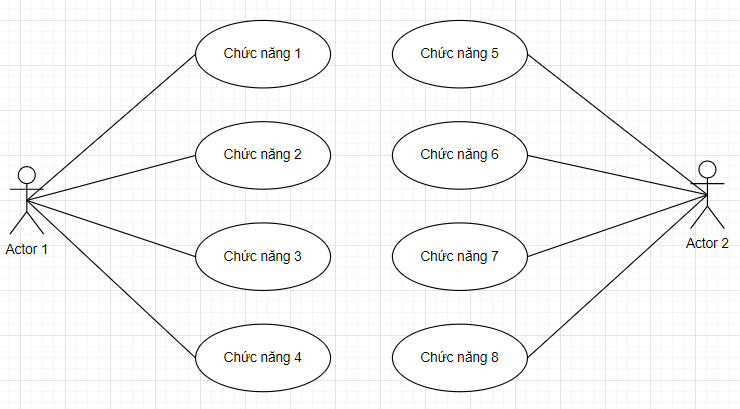 Chức năng 1
Chức năng 5
Chức năng 2
Chức năng 6
Actor 1
Actor 2
Chức năng 3
Chức năng 7
Chức năng 4
Chức năng 8